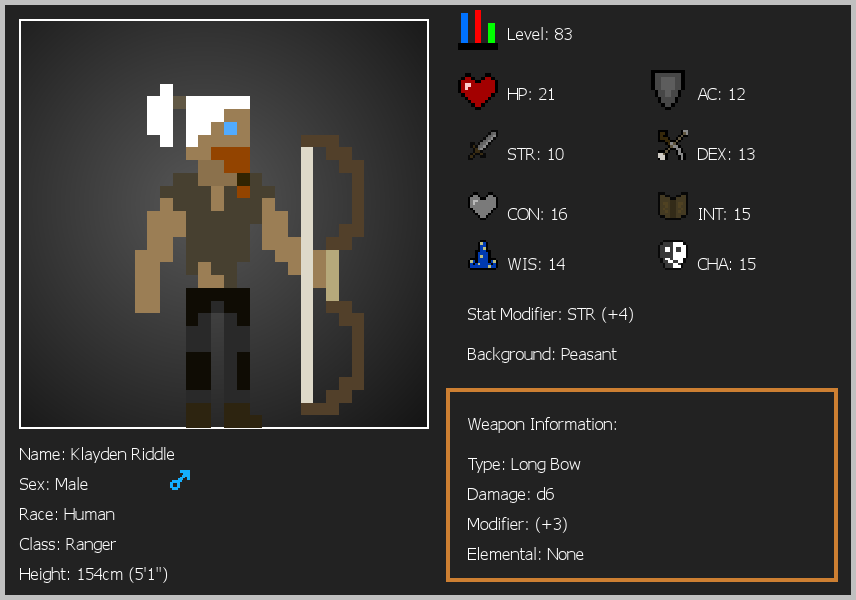 Level: 83
HP: 21
AC: 12
STR: 10
DEX: 13
CON: 16
INT: 15
WIS: 14
CHA: 15
Stat Modifier: STR (+4)
Background: Peasant
Weapon Information:
Type: Long Bow
Damage: d6
Modifier: (+3)
Elemental: None
Name: Klayden Riddle
Sex: Male
Race: Human
Class: Ranger
Height: 154cm (5'1")